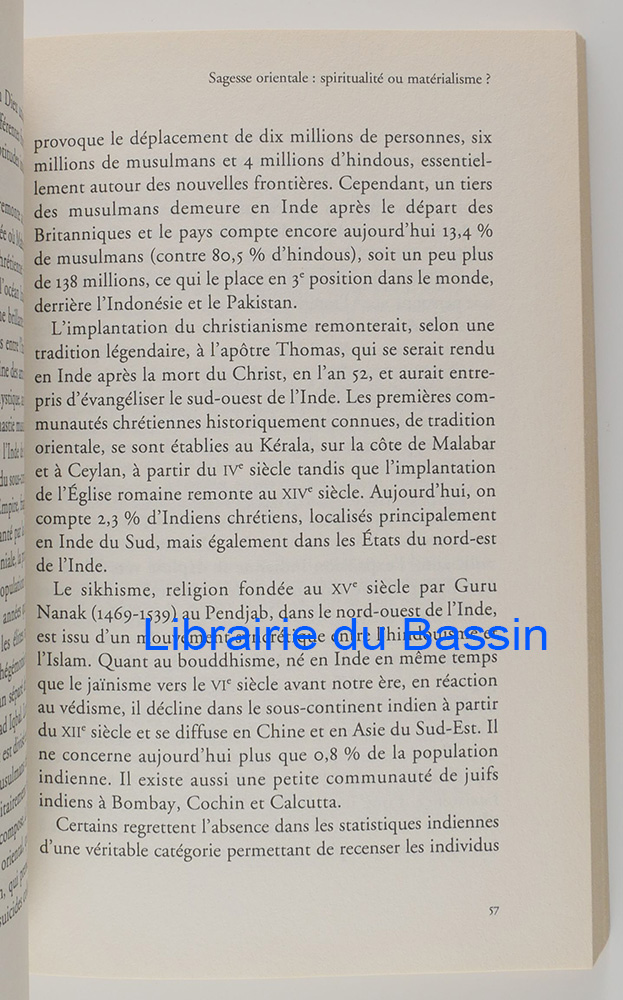 Sagesse orientale : spiritualité ou matérialisme ?
provoque le déplacement de dix millions de personnes, six
millions de musulmans et 4 millions d'hindous, essentiel-
lement autour des nouvelles frontières. Cependant, un tiers
des musulmans demeure en Inde après le départ des
Britanniques et le pays compte encore aujourd'hui 13,4 %
de musulmans (contre 80,5 % d'hindous), soit un peu plus
de 138 millions, ce qui le place en 3e position dans le monde,
derrière l'Indonésie et le Pakistan.
L'implantation du christianisme remonterait, selon une
tradition légendaire, à l'apôtre Thomas, qui se serait rendu
en Inde après la mort du Christ, en l'an 52, et aurait entre-
pris d'évangéliser le sud-ouest de l'Inde. Les premières com-
munautés chrétiennes historiquement connues, de tradition
orientale, se sont établies au Kérala, sur la côte de Malabar
et à Ceylan, à partir du IVe siècle tandis que l'implantation
de l'Église romaine remonte au XIVe siècle. Aujourd'hui, on
compte 2,3 % d'Indiens chrétiens, localisés principalement
en Inde du Sud, mais également dans les États du nord-est
de l'Inde.
Le sikhisme, religion fondée au XVe siècle par Guru
Nanak (1469-1539) au Pendjab, dans le nord-ouest de l'Inde,
est issu d'un mouvement syncrétique entre l'hindouisme et
Librairie du Bassin
l'Islam. Quant au bouddhisme, né en Inde en même temps
que le jaïnisme vers le VIe siècle avant notre ère, en réaction
au védisme, il décline dans le sous-continent indien à partir
du XIIe siècle et se diffuse en Chine et en Asie du Sud-Est. Il
ne concerne aujourd'hui plus que 0,8 % de la population
indienne. Il existe aussi une petite communauté de juifs
indiens à Bombay, Cochin et Calcutta.
Certains regrettent l'absence dans les statistiques indiennes
d'une véritable catégorie permettant de recenser les individus
57